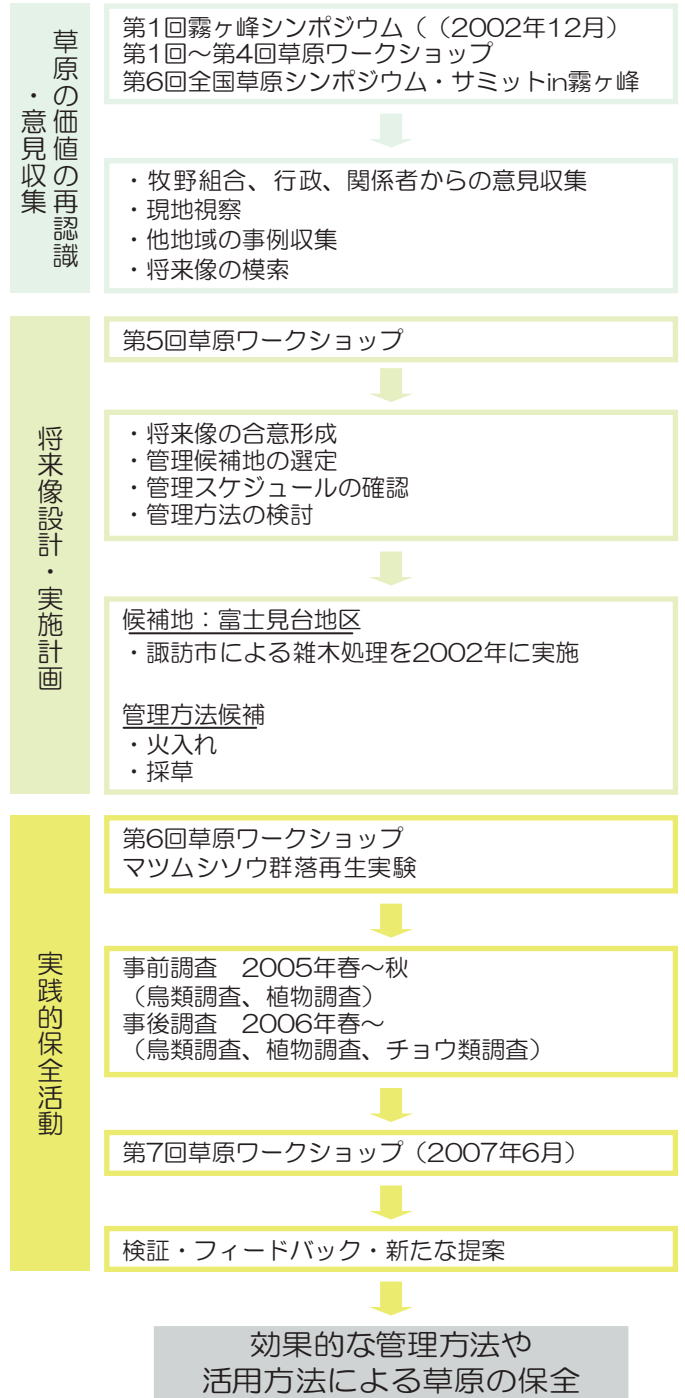 草原の価値の再認識
・意見収集
第1回霧ヶ峰シンポジウム（（2002年12月）
第1回～第4回草原ワークショップ
第6回全国草原シンポジウム・サミットin霧ヶ峰
・牧野組合、行政、関係者からの意見収集
・現地視察
・他地域の事例収集
・将来像の模索
将来像設計・実施計画
第5回草原ワークショップ
・将来像の合意形成
・管理候補地の選定
・管理スケジュールの確認
・管理方法の検討
候補地：富士見台地区
・諏訪市による雑木処理を2002年に実施
管理方法候補
・火入れ
・採草
実践的保全活動
第6回草原ワークショップ
マツムシソウ群落再生実験
事前調査　2005年春～秋
（鳥類調査、植物調査）
事後調査　2006年春～
（鳥類調査、植物調査、チョウ類調査）
第7回草原ワークショップ（2007年6月）
検証・フィードバック・新たな提案
効果的な管理方法や
活用方法による草原の保全